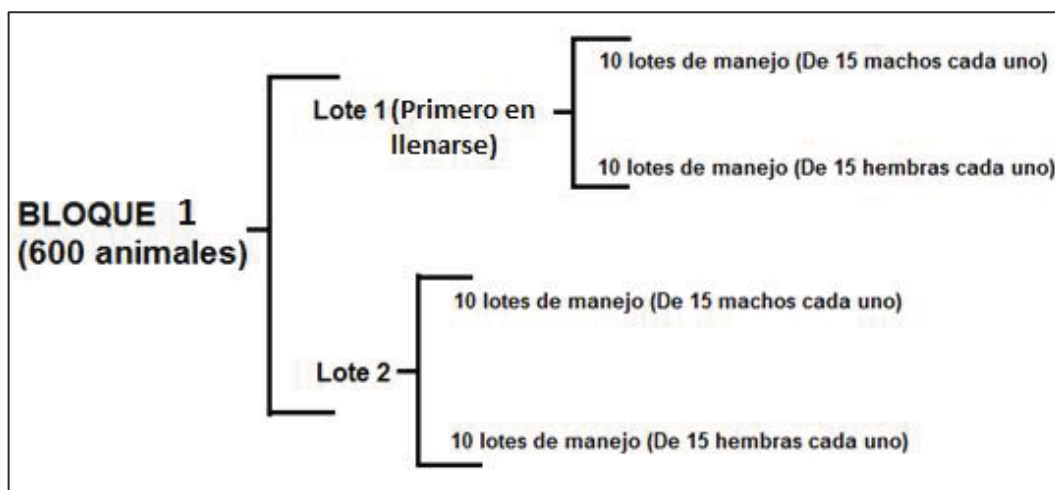 10 lotes de manejo (De 15 machos cada uno)
Lote 1 (Primero en
llenarse)
10 lotes de manejo (De 15 hembras cada uno)
BLOQUE 1
(600 animales)
10 lotes de manejo (De 15 machos cada uno)
Lote 2
10 lotes de manejo (De 15 hembras cada uno)